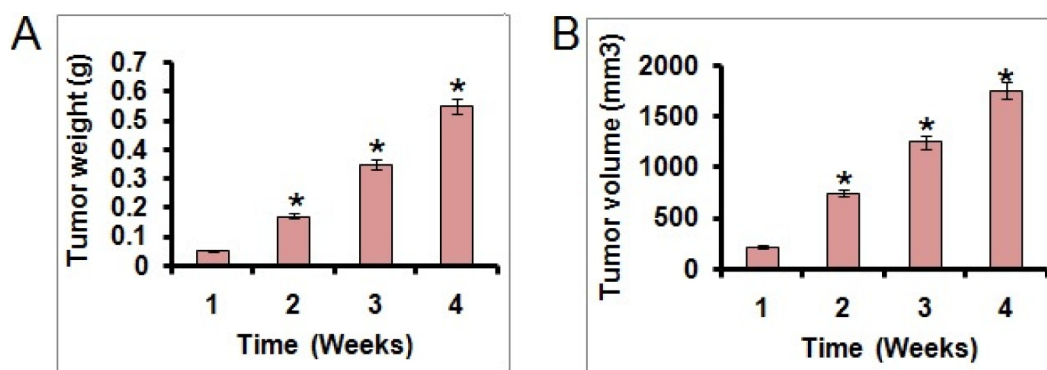 A
Tumor weight (g)
0.7
0.6
0.5
0.4
0.3
0.2
0.1
0
*
*
*
1 2 3 4
Time (Weeks)
B
Tumor volume (mm3)
2000
1500
1000
500
0
*
*
*
1 2 3 4
Time (Weeks)